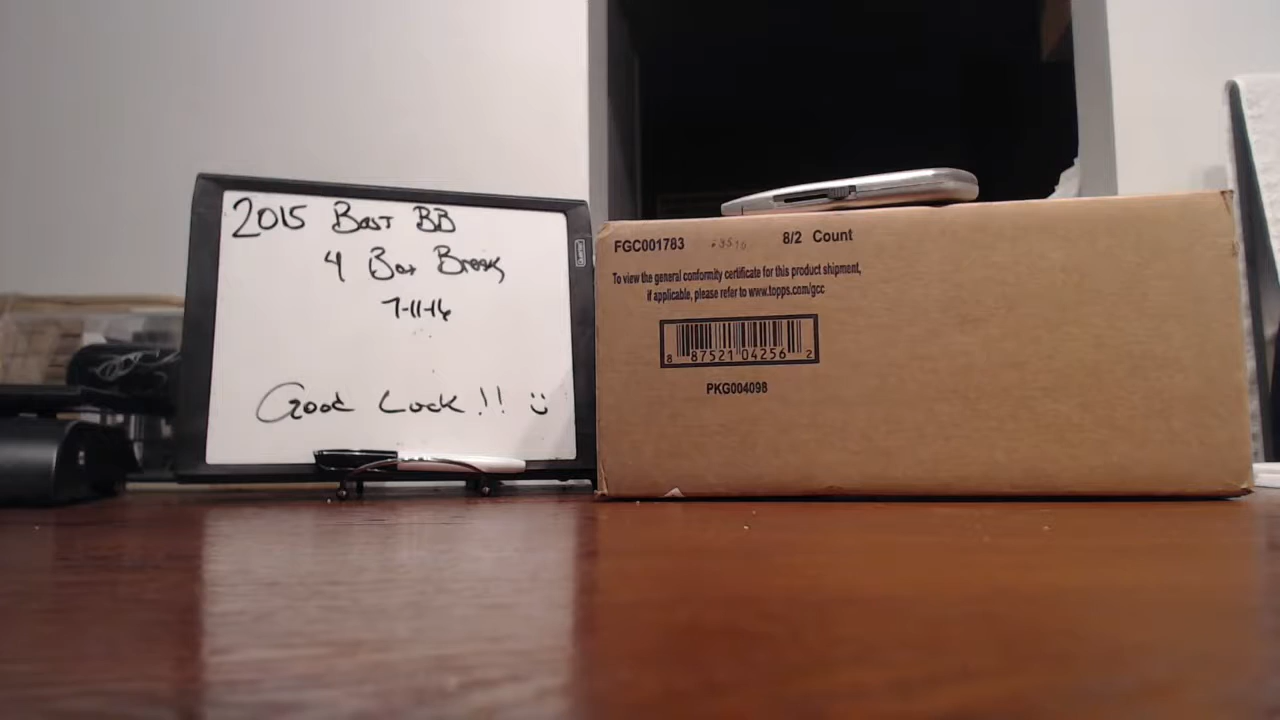 2015 Best BB
4 Box Break
7-11-16
Good Luck!! :)
Quartet
FGC001783
8/2 Count
To view the general conformity certificate for this product shipment,
if applicable, please refer to www.topps.com/gcc
8 87521 04256 2
PKG004098